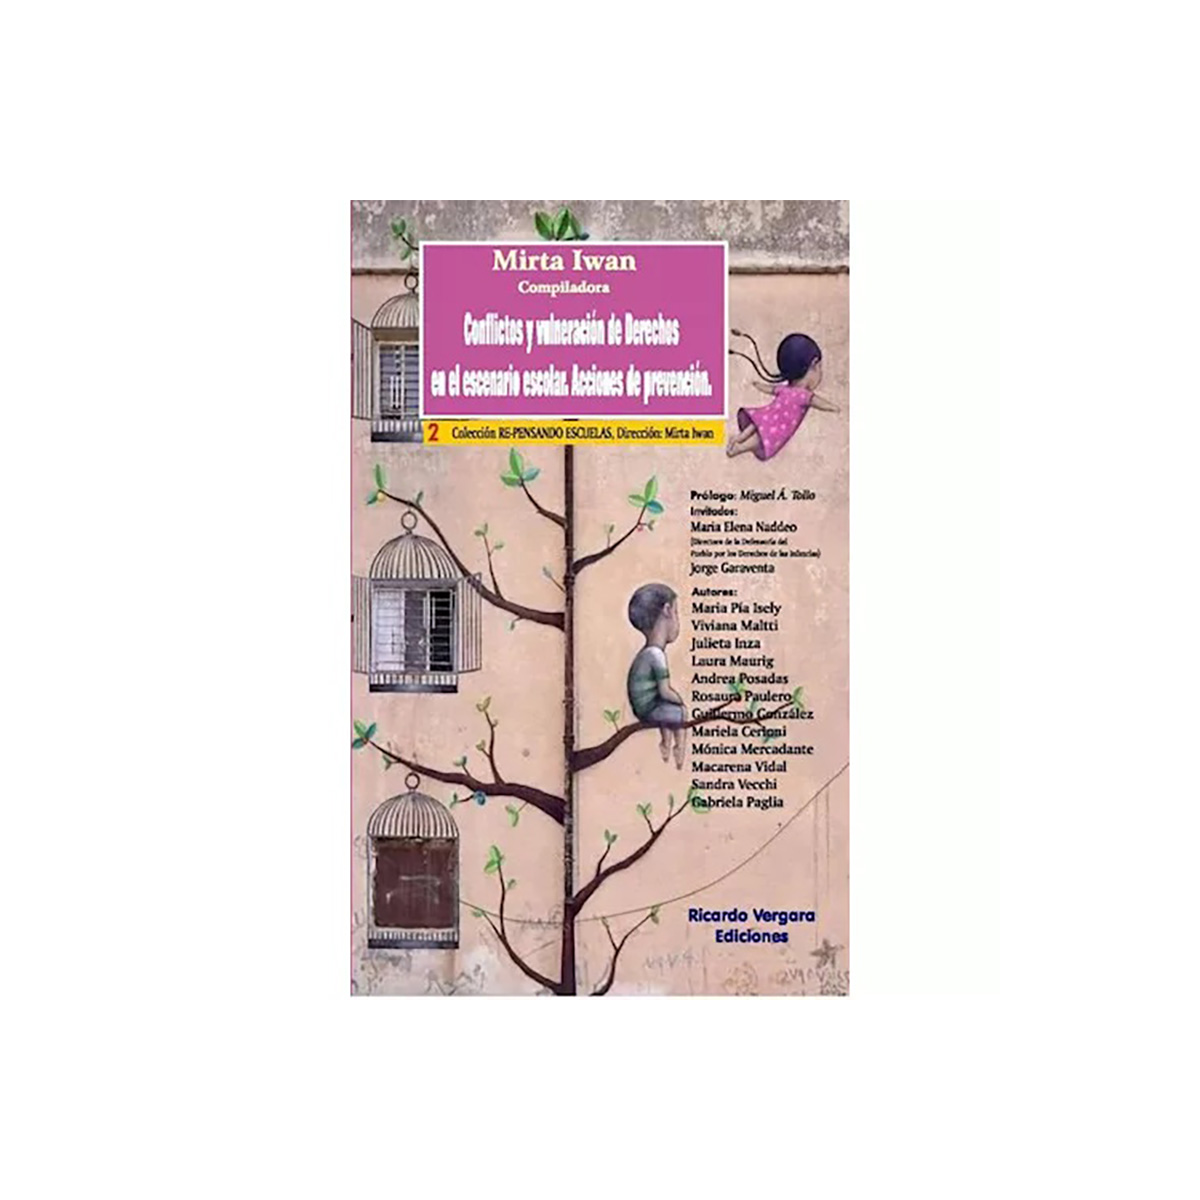 Mirta Iwan
Compiladora
Conflictos y vulneración de Derechos
en el escenario escolar. Acciones de prevención.
2 Colección RE-PENSANDO ESCUELAS, Dirección: Mirta Iwan
Prólogo: Miguel Á. Tollo
Invitados:
María Elena Naddeo
(Directora de la Defensoría del
Pueblo por los Derechos de las Infancias)
Jorge Garaventa
Autores:
Maria Pía Isely
Viviana Maltti
Julieta Inza
Laura Maurig
Andrea Posadas
Rosaura Paulero
Guillermo González
Mariela Cerioni
Mónica Mercadante
Macarena Vidal
Sandra Vecchi
Gabriela Paglia
Ricardo Vergara
Ediciones